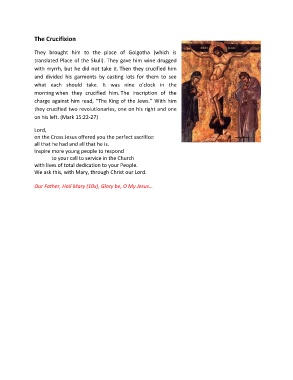 The Crucifixion
They brought him to the place of Golgotha (which is
translated Place of the Skull). They gave him wine drugged
with myrrh, but he did not take it. Then they crucified him
and divided his garments by casting lots for them to see
what each should take. It was nine o'clock in the
morning when they crucified him. The inscription of the
charge against him read, "The King of the Jews." With him
they crucified two revolutionaries, one on his right and one
on his left. (Mark 15:22-27)
Lord,
on the Cross Jesus offered you the perfect sacrifice:
all that he had and all that he is.
Inspire more young people to respond
to your call to service in the Church
with lives of total dedication to your People.
We ask this, with Mary, through Christ our Lord.
Our Father, Hail Mary (10x), Glory be, O My Jesus...